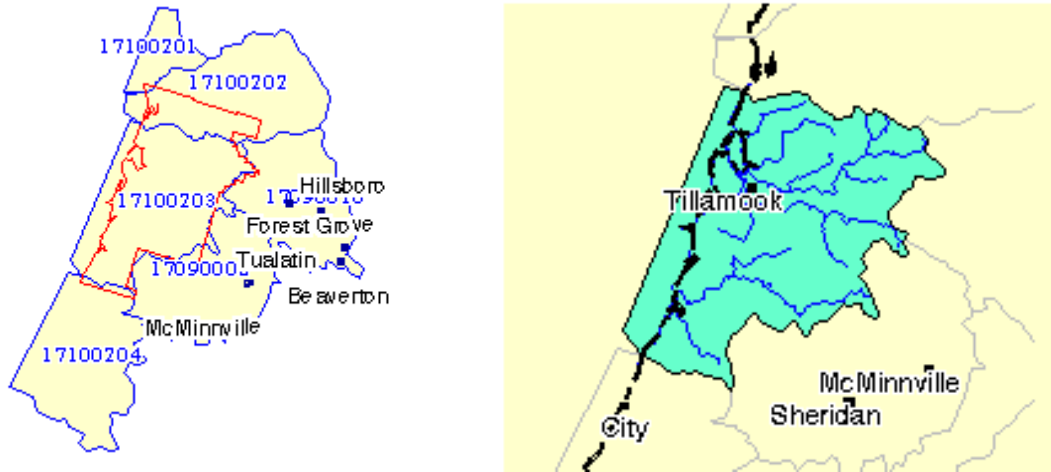 17100201
17100202
Hillsboro
17100203
Forest Grove
Tualatin
Beaverton
McMinnville
17100204
Tillamook
McMinnville
Sheridan
City